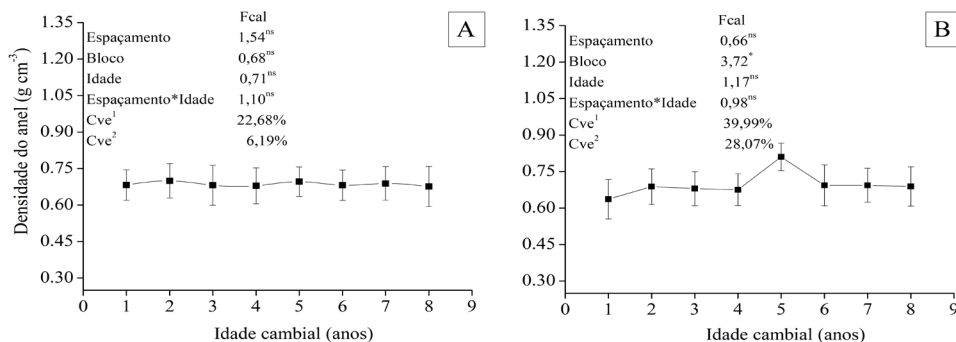 Fcal
A
Espaçamento 1,54ns
Bloco 0,68ns
Idade 0,71ns
Espaçamento*Idade 1,10ns
Cve1 22,68%
Cve2 6,19%
Densidade do anel (g cm-3)
1.35
1.20
1.05
0.90
0.75
0.60
0.45
0.30
0 1 2 3 4 5 6 7 8 9
Idade cambial (anos)
Fcal
B
Espaçamento 0,66ns
Bloco 3,72*
Idade 1,17ns
Espaçamento*Idade 0,98ns
Cve1 39,99%
Cve2 28,07%
1.35
1.20
1.05
0.90
0.75
0.60
0.45
0.30
0 1 2 3 4 5 6 7 8 9
Idade cambial (anos)